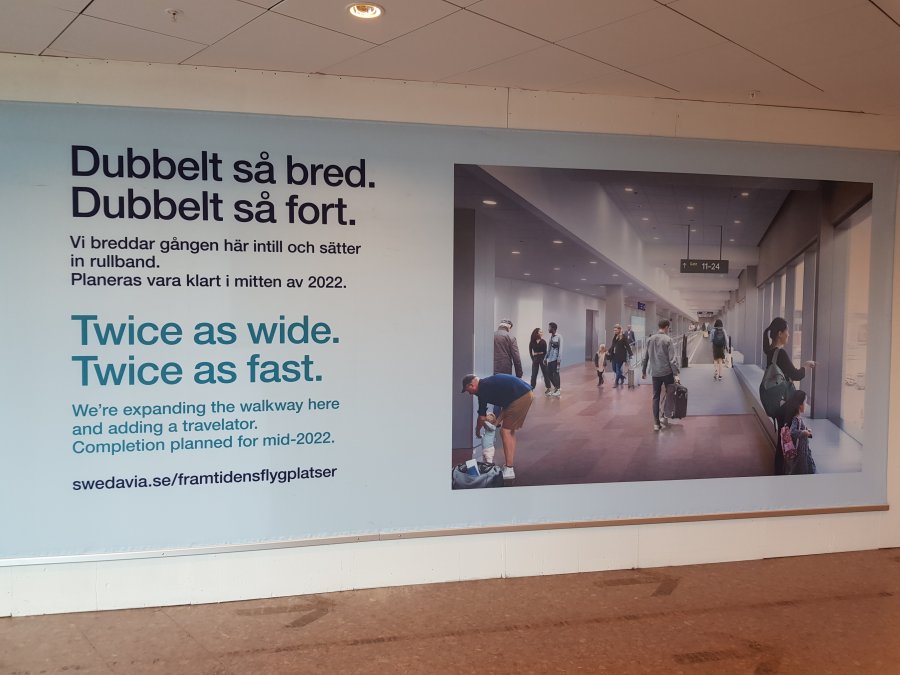 Dubbelt så bred.
Dubbelt så fort.
Vi breddar gången här intill och sätter
in rullband.
Planeras vara klart i mitten av 2022.
Twice as wide.
Twice as fast.
We’re expanding the walkway here
and adding a travelator.
Completion planned for mid-2022.
swedavia.se/framtidensflygplatser
11-24